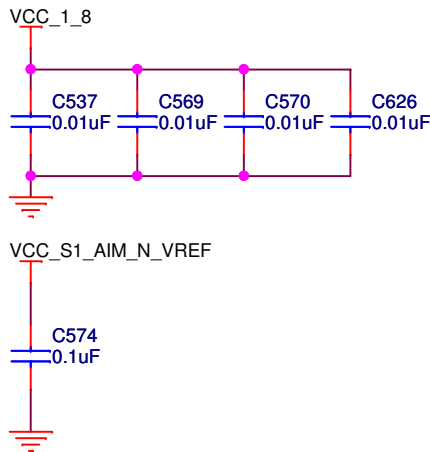 VCC_1_8
C537 C569 C570 C626
0.01uF 0.01uF 0.01uF 0.01uF
VCC_S1_AIM_N_VREF
C574
0.1uF